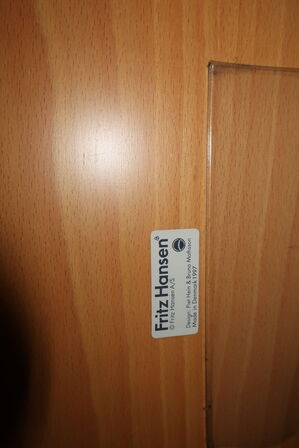 Fritz Hansen®
© Fritz Hansen A/S
Design: Piet Hein & Bruno Mathsson
Made in Denmark 1997